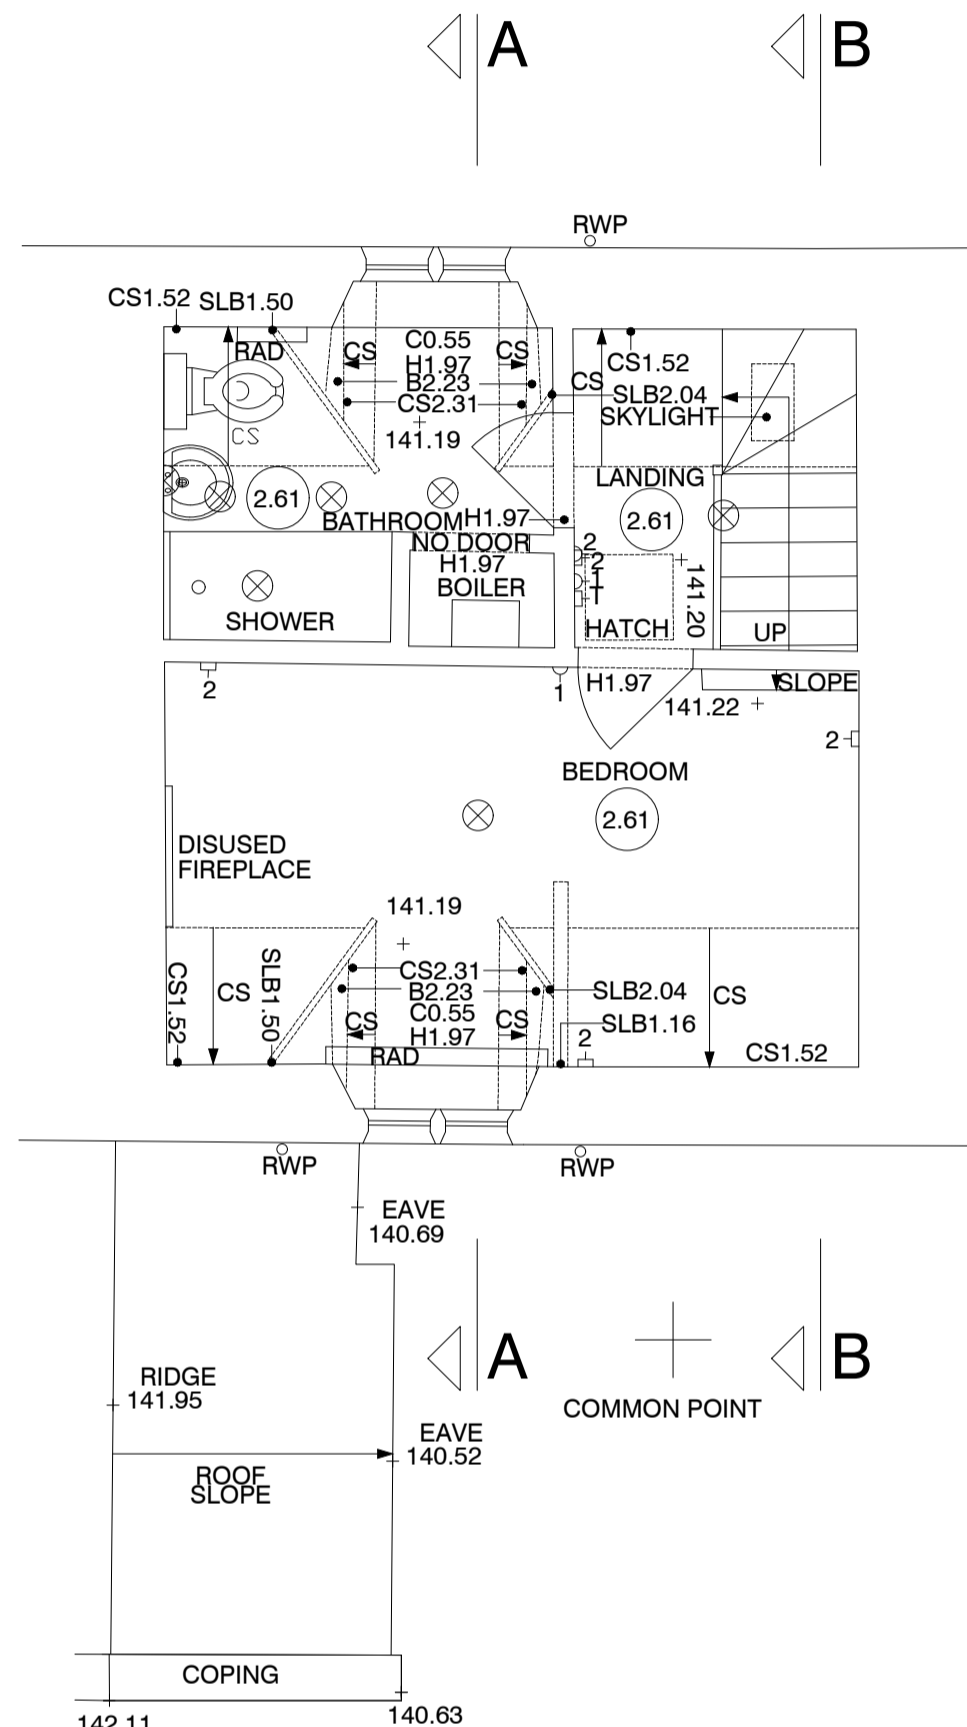 A
B
RWP
CS1.52
SLB1.50
RAD
CS
C0.55
H1.97
B2.23
CS2.31
CS
141.19
CS
CS1.52
SLB2.04
SKYLIGHT
CS
LANDING
2.61
2.61
BATHROOM
H1.97
NO DOOR
H1.97
BOILER
2
2
1
1
141.20
SHOWER
HATCH
UP
2
1
H1.97
SLOPE
141.22
2
BEDROOM
2.61
DISUSED
FIREPLACE
141.19
CS1.52
CS
SLB1.50
CS2.31
B2.23
C0.55
H1.97
CS
CS
RAD
SLB2.04
SLB1.16
2
CS
CS1.52
RWP
RWP
EAVE
140.69
A
B
COMMON POINT
RIDGE
141.95
EAVE
140.52
ROOF
SLOPE
COPING
142.11
140.63